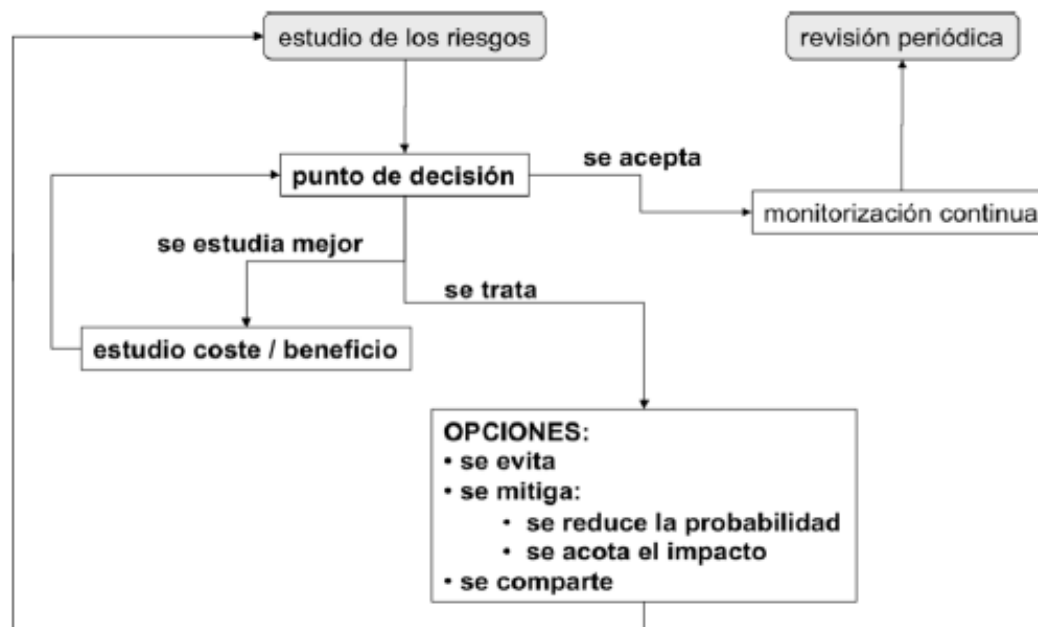 estudio de los riesgos
revisión periódica
punto de decisión
se acepta
monitorización continua
se estudia mejor
se trata
estudio coste / beneficio
OPCIONES:
• se evita
• se mitiga:
• se reduce la probabilidad
• se acota el impacto
• se comparte